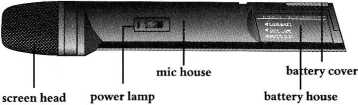 mic house
battery cover
screen head
power lamp
battery house